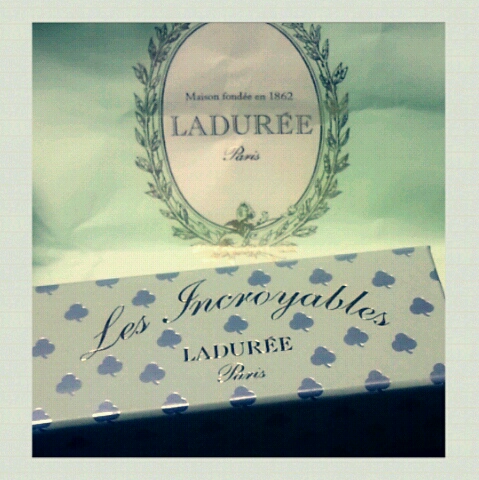 Maison fondée en 1862
LADURÉE
Paris
Les Incroyables
LADURÉE
Paris